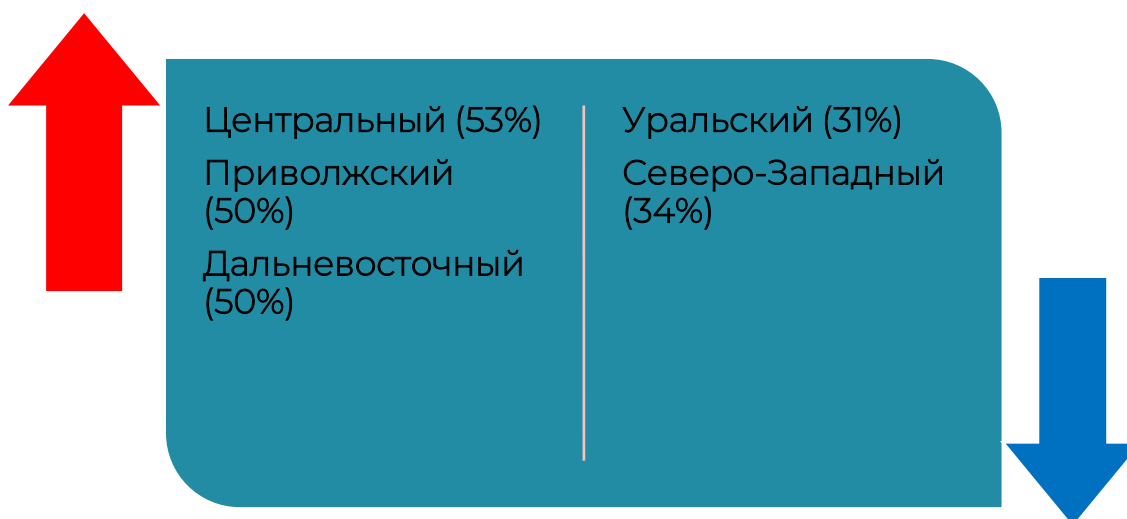 Центральный (53%)
Приволжский
(50%)
Дальневосточный
(50%)
Уральский (31%)
Северо-Западный
(34%)